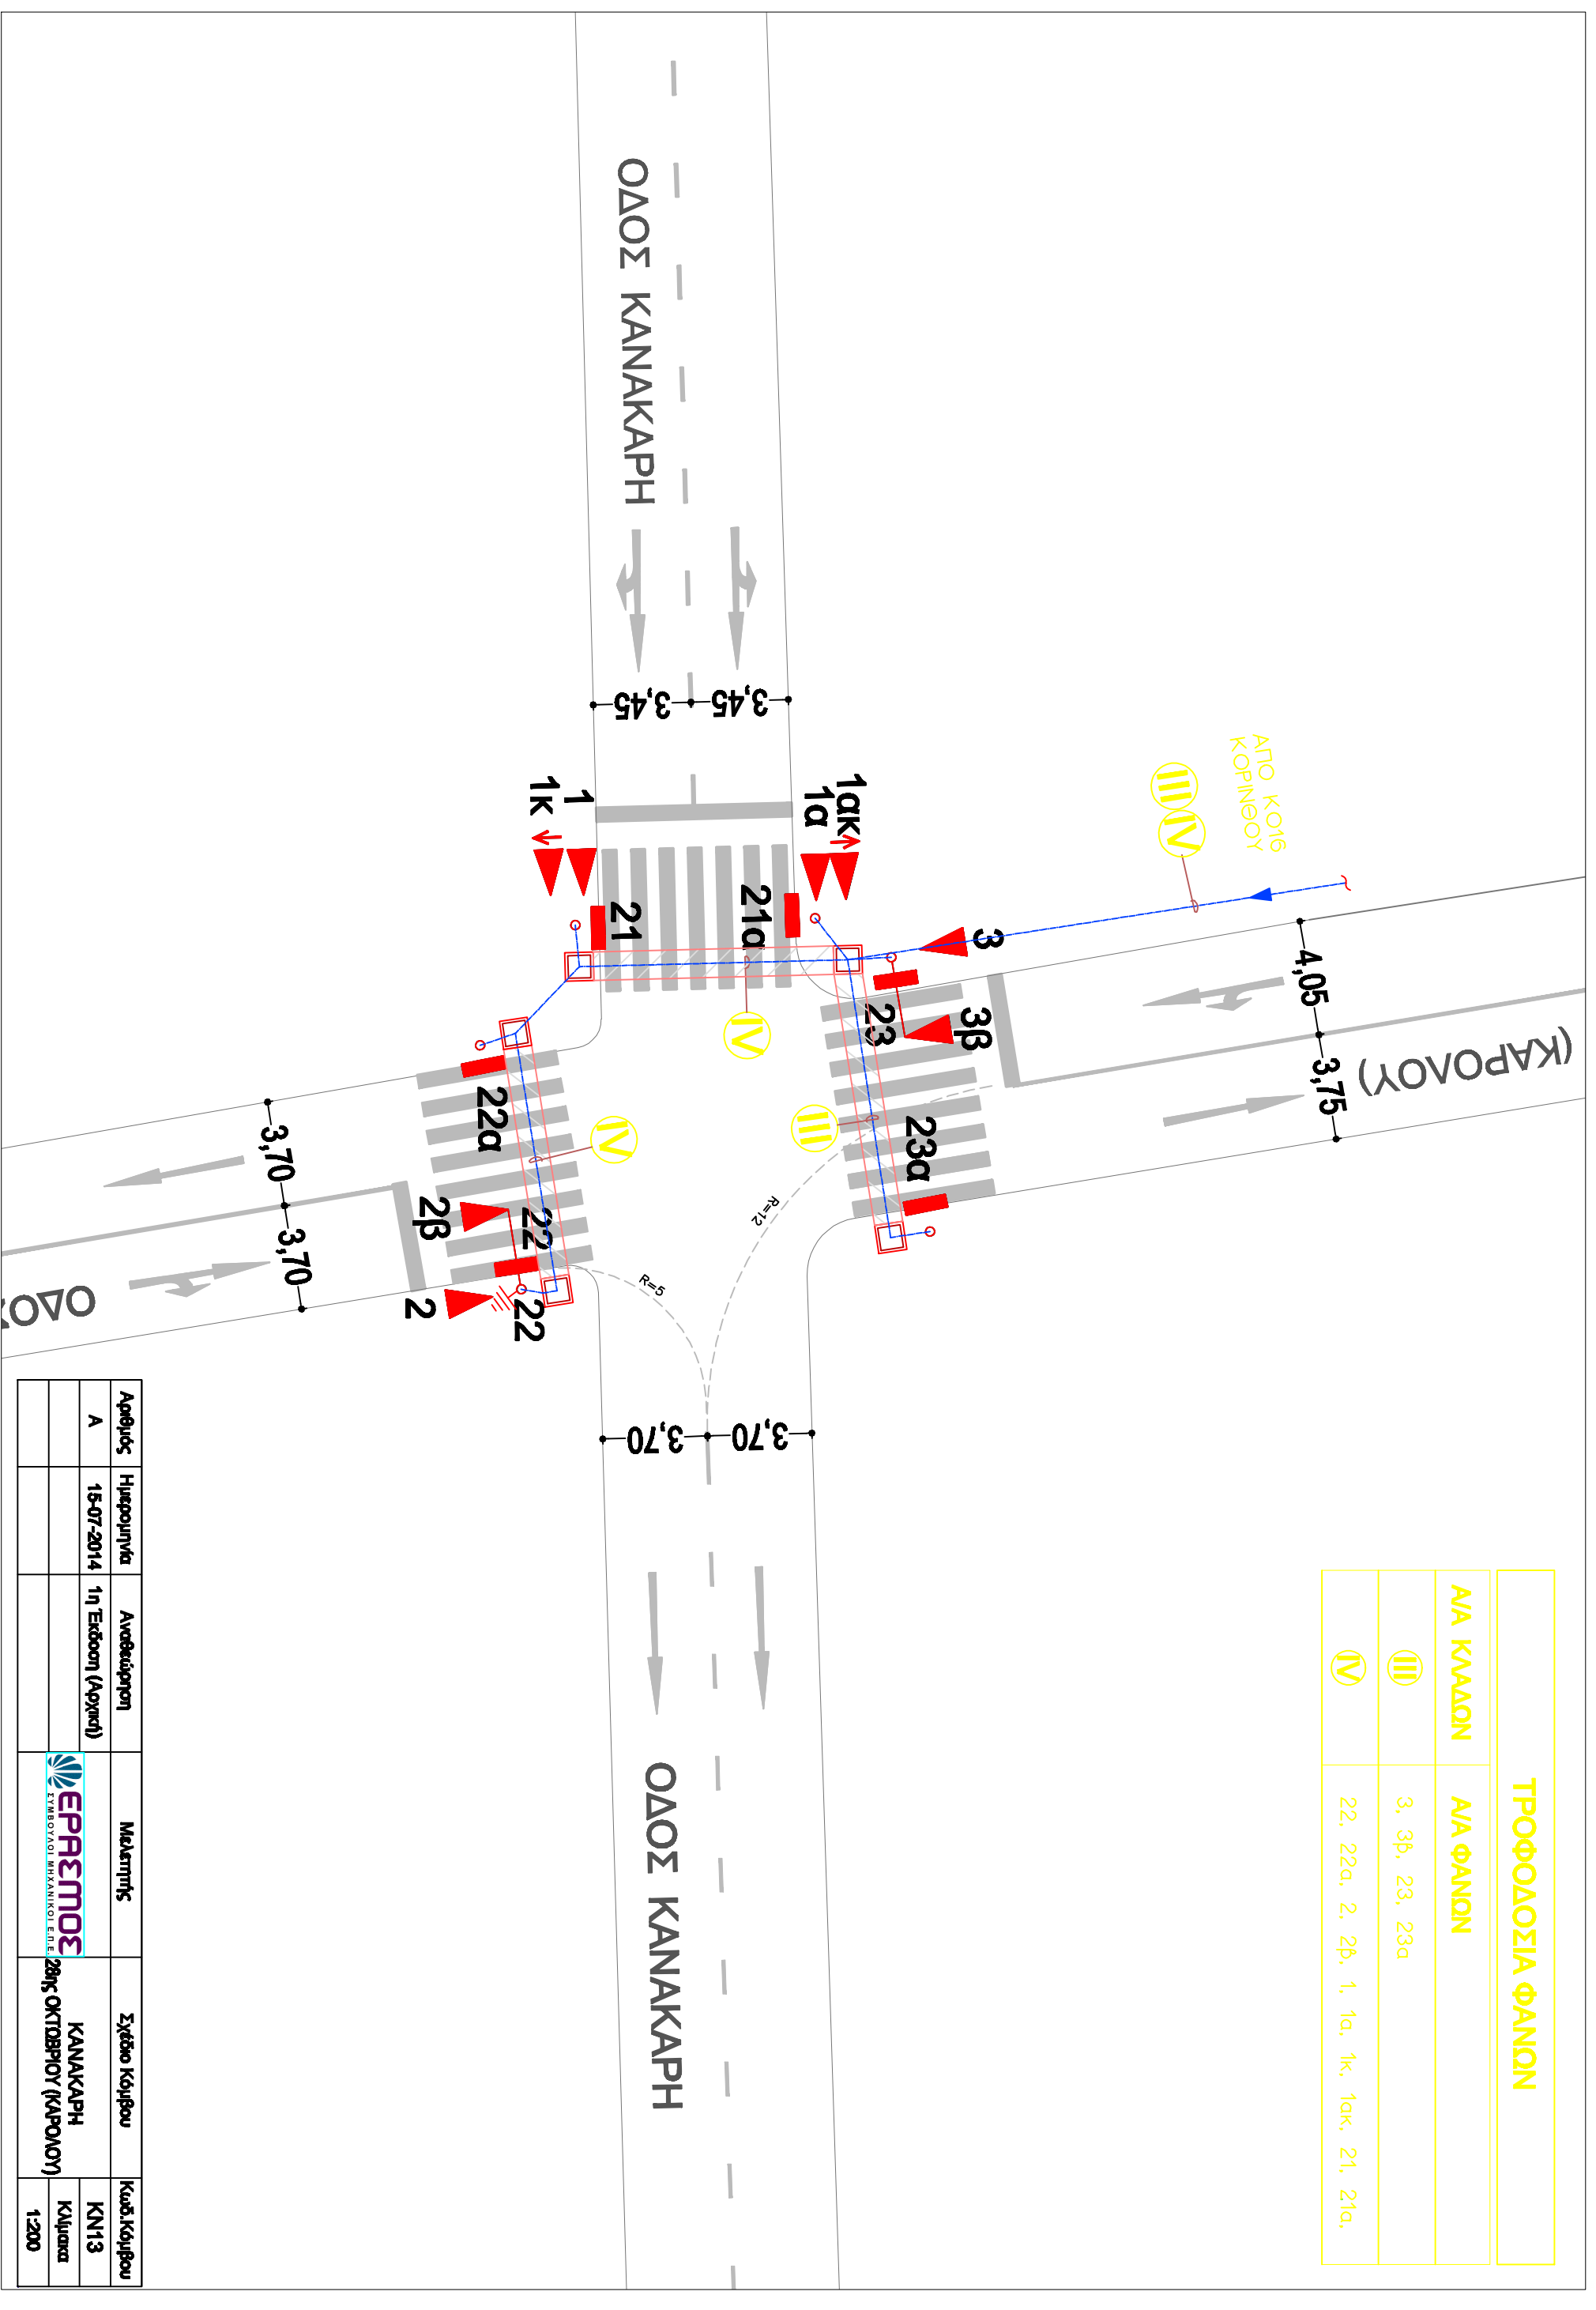 ΟΔΟΣ ΚΑΝΑΚΑΡΗ
3,45
3,45
1
1κ
1α
1ακ
21
21α
ΑΠΟ ΚΟ16
ΚΟΡΙΝΘΟΥ
III
IV
3
3β
23
23α
4,05
3,75
(ΚΑΡΟΛΟΥ)
IV
III
IV
22α
22
2β
2
22
3,70
3,70
R=12
R=5
3,70
3,70
ΟΔΟΣ ΚΑΝΑΚΑΡΗ
ΤΡΟΦΟΔΟΣΙΑ ΦΑΝΩΝ
Α/Α ΚΛΑΔΩΝ Α/Α ΦΑΝΩΝ
III 3, 3β, 23, 23α
IV 22, 22α, 2, 2β, 1, 1α, 1κ, 1ακ, 21, 21α,
Αριθμός Ημερομηνία Αναθεώρηση Μελετητής Σχέδιο Κόμβου Κωδ.Κόμβου
Α 15-07-2014 1η Έκδοση (Αρχική)
ΕΡΑΣΜΟΣ
ΣΥΜΒΟΥΛΟΙ ΜΗΧΑΝΙΚΟΙ Ε.Π.Ε.
ΚΑΝΑΚΑΡΗ
28ης ΟΚΤΩΒΡΙΟΥ (ΚΑΡΟΛΟΥ)
ΚΝ13
Κλίμακα
1:200